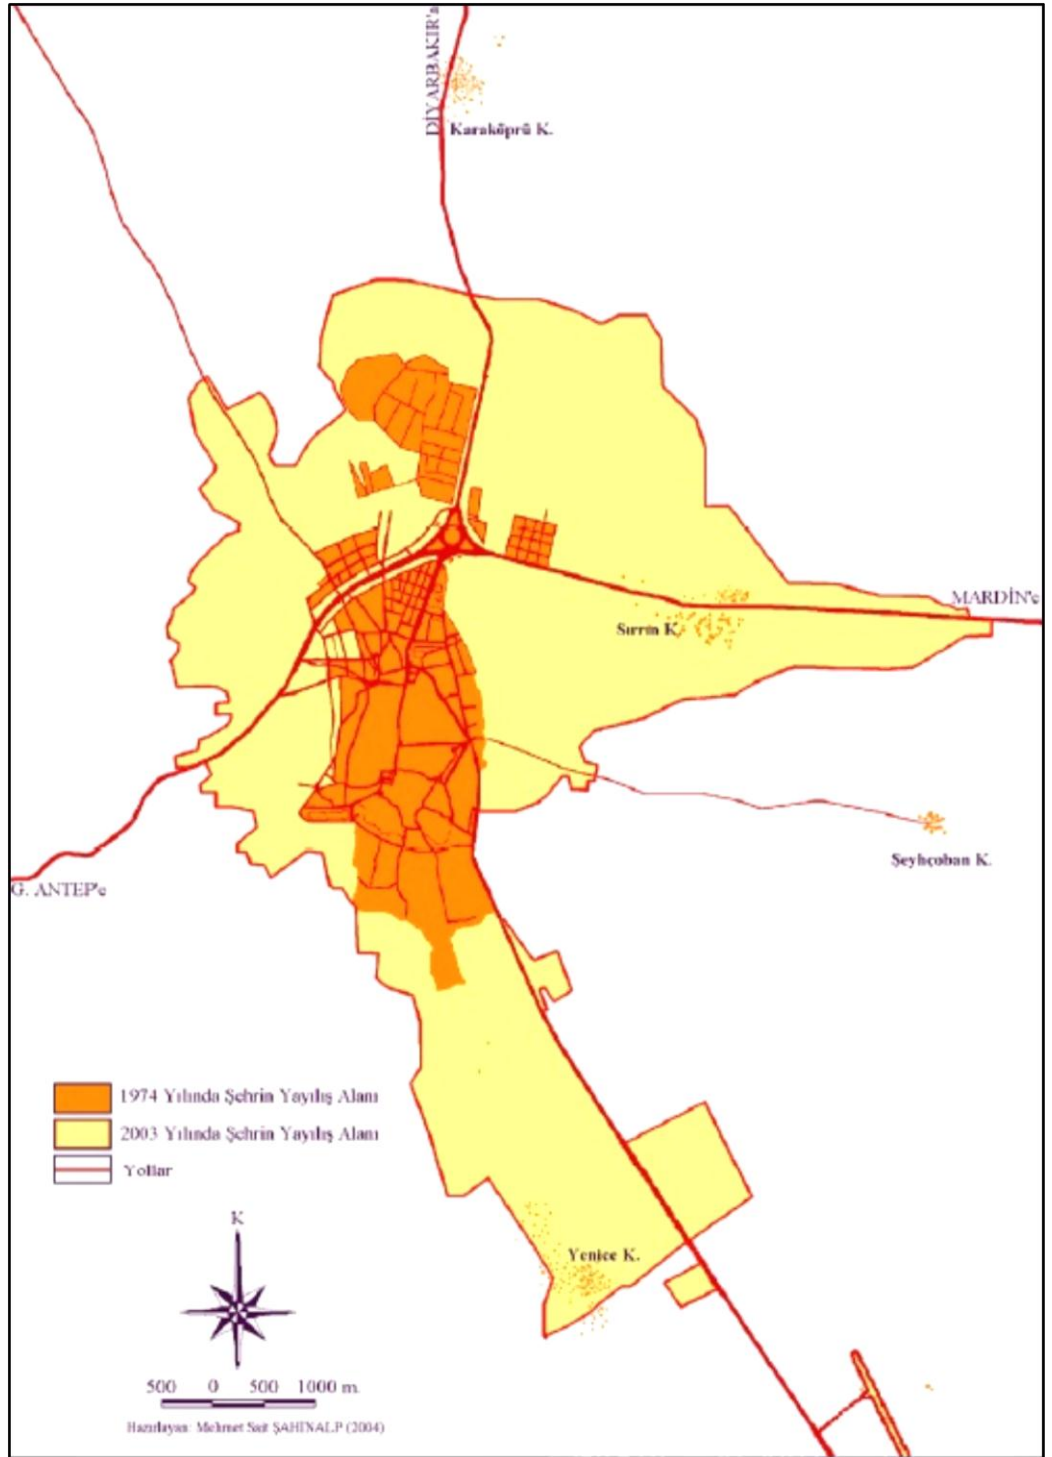 DİYARBAKIR'a
Karaköprü K.
MARDİN'e
Sırrın K.
Şeyhçoban K.
G. ANTEP'e
1974 Yılında Şehrin Yayılış Alanı
2003 Yılında Şehrin Yayılış Alanı
Yollar
K
Yenice K.
500 0 500 1000 m.
Hazırlayan: Mehmet Sait ŞAHİNALP (2004)